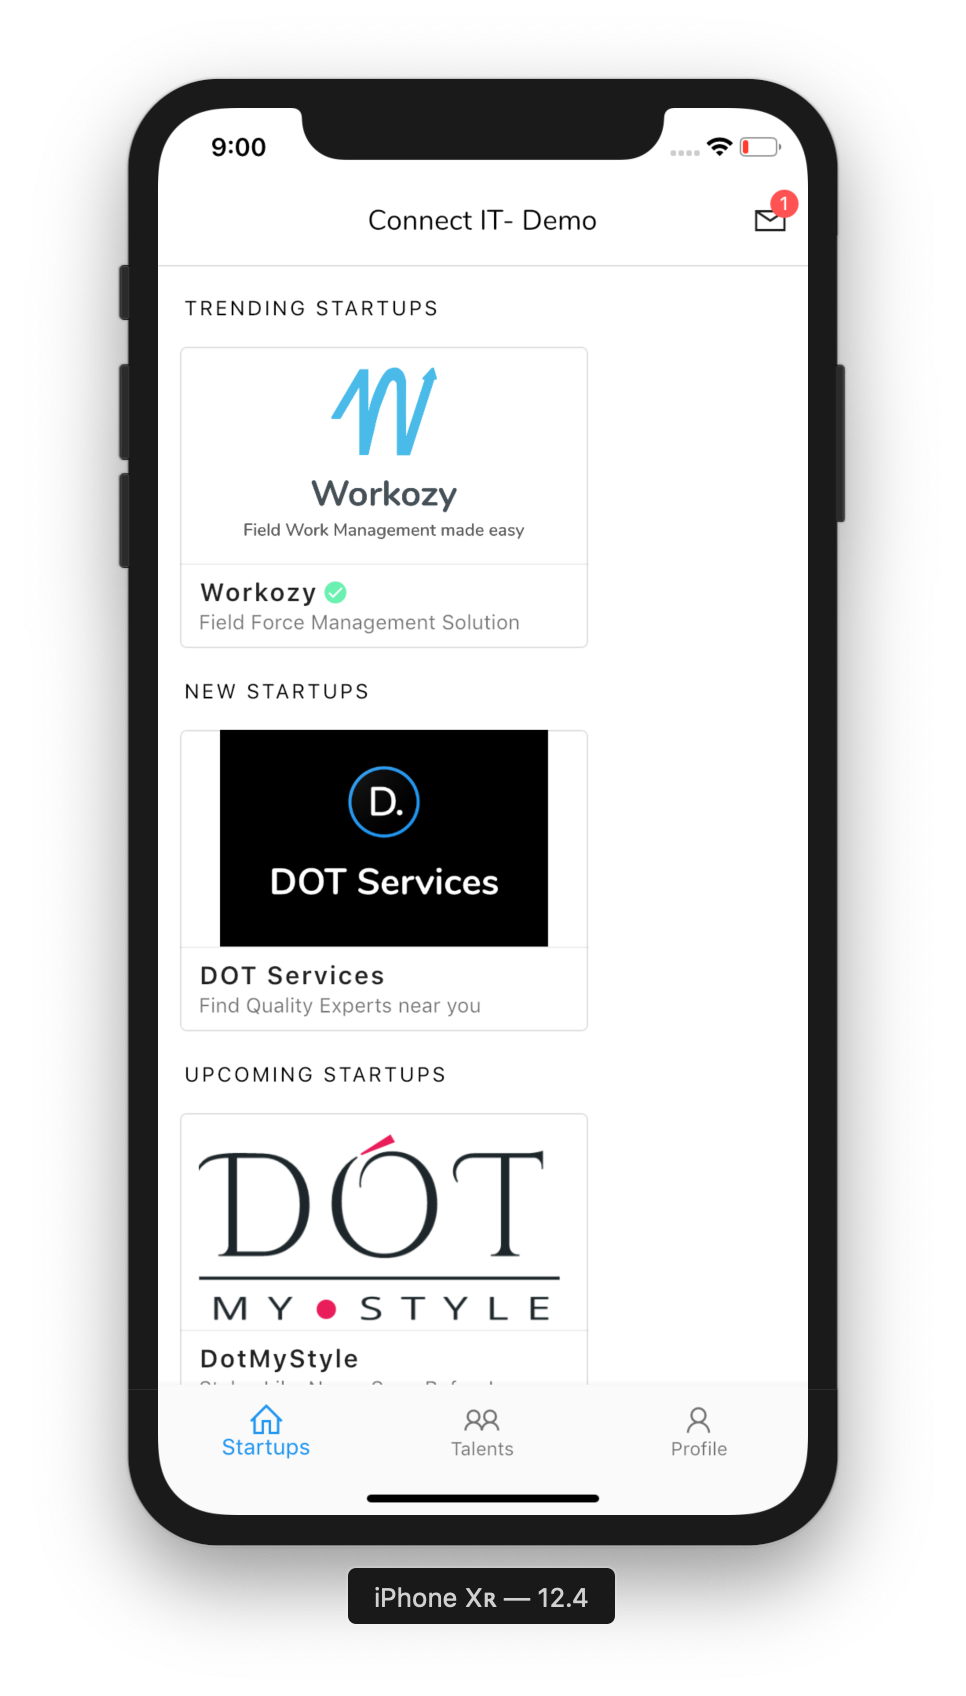 9:00
Connect IT- Demo
1
TRENDING STARTUPS
Workozy
Field Work Management made easy
Workozy
Field Force Management Solution
NEW STARTUPS
D.
DOT Services
DOT Services
Find Quality Experts near you
UPCOMING STARTUPS
DOT
MY STYLE
DotMyStyle
Startups
Talents
Profile
iPhone XR — 12.4